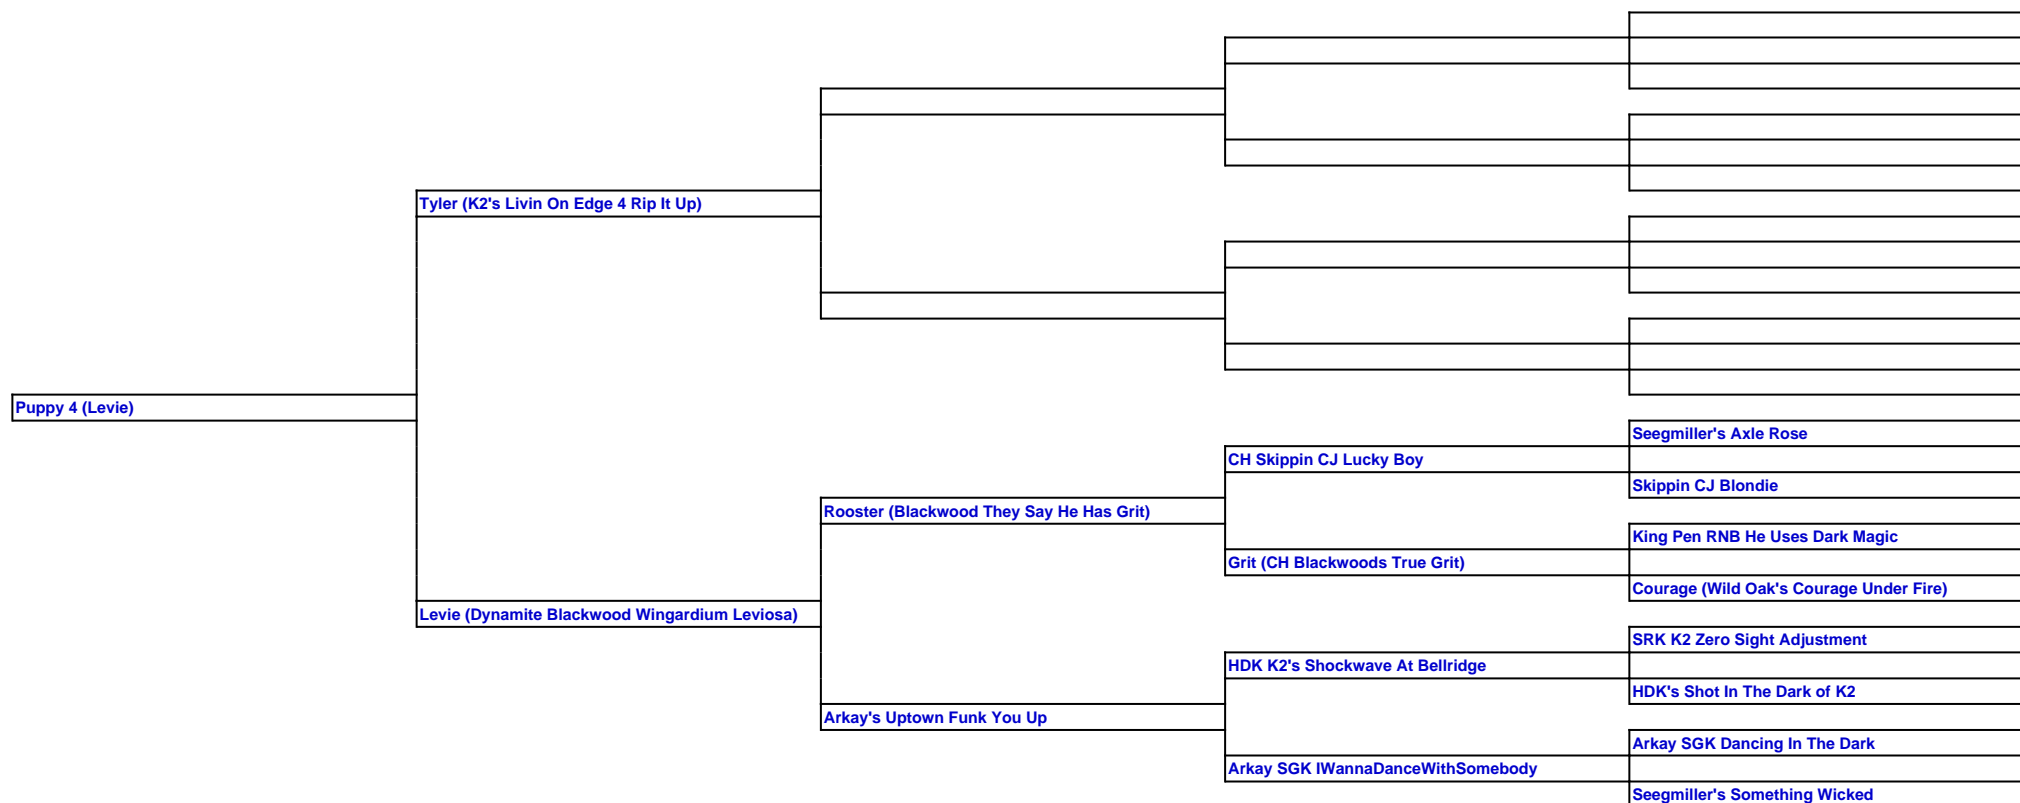 Tyler (K2's Livin On Edge 4 Rip It Up)
Puppy 4 (Levie)
Seegmiller's Axle Rose
CH Skippin CJ Lucky Boy
Skippin CJ Blondie
Rooster (Blackwood They Say He Has Grit)
King Pen RNB He Uses Dark Magic
Grit (CH Blackwoods True Grit)
Courage (Wild Oak's Courage Under Fire)
Levie (Dynamite Blackwood Wingardium Leviosa)
SRK K2 Zero Sight Adjustment
HDK K2's Shockwave At Bellridge
HDK's Shot In The Dark of K2
Arkay's Uptown Funk You Up
Arkay SGK Dancing In The Dark
Arkay SGK IWannaDanceWithSomebody
Seegmiller's Something Wicked